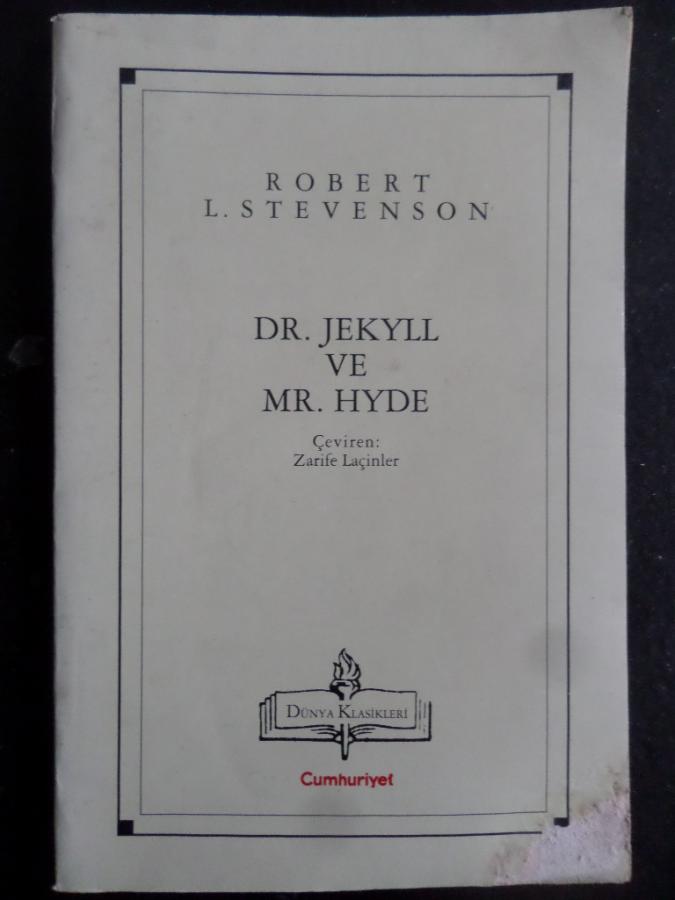 ROBERT
L. STEVENSON
DR. JEKYLL
VE
MR. HYDE
Çeviren:
Zarife Laçinler
DÜNYA KLASİKLERİ
Cumhuriyet